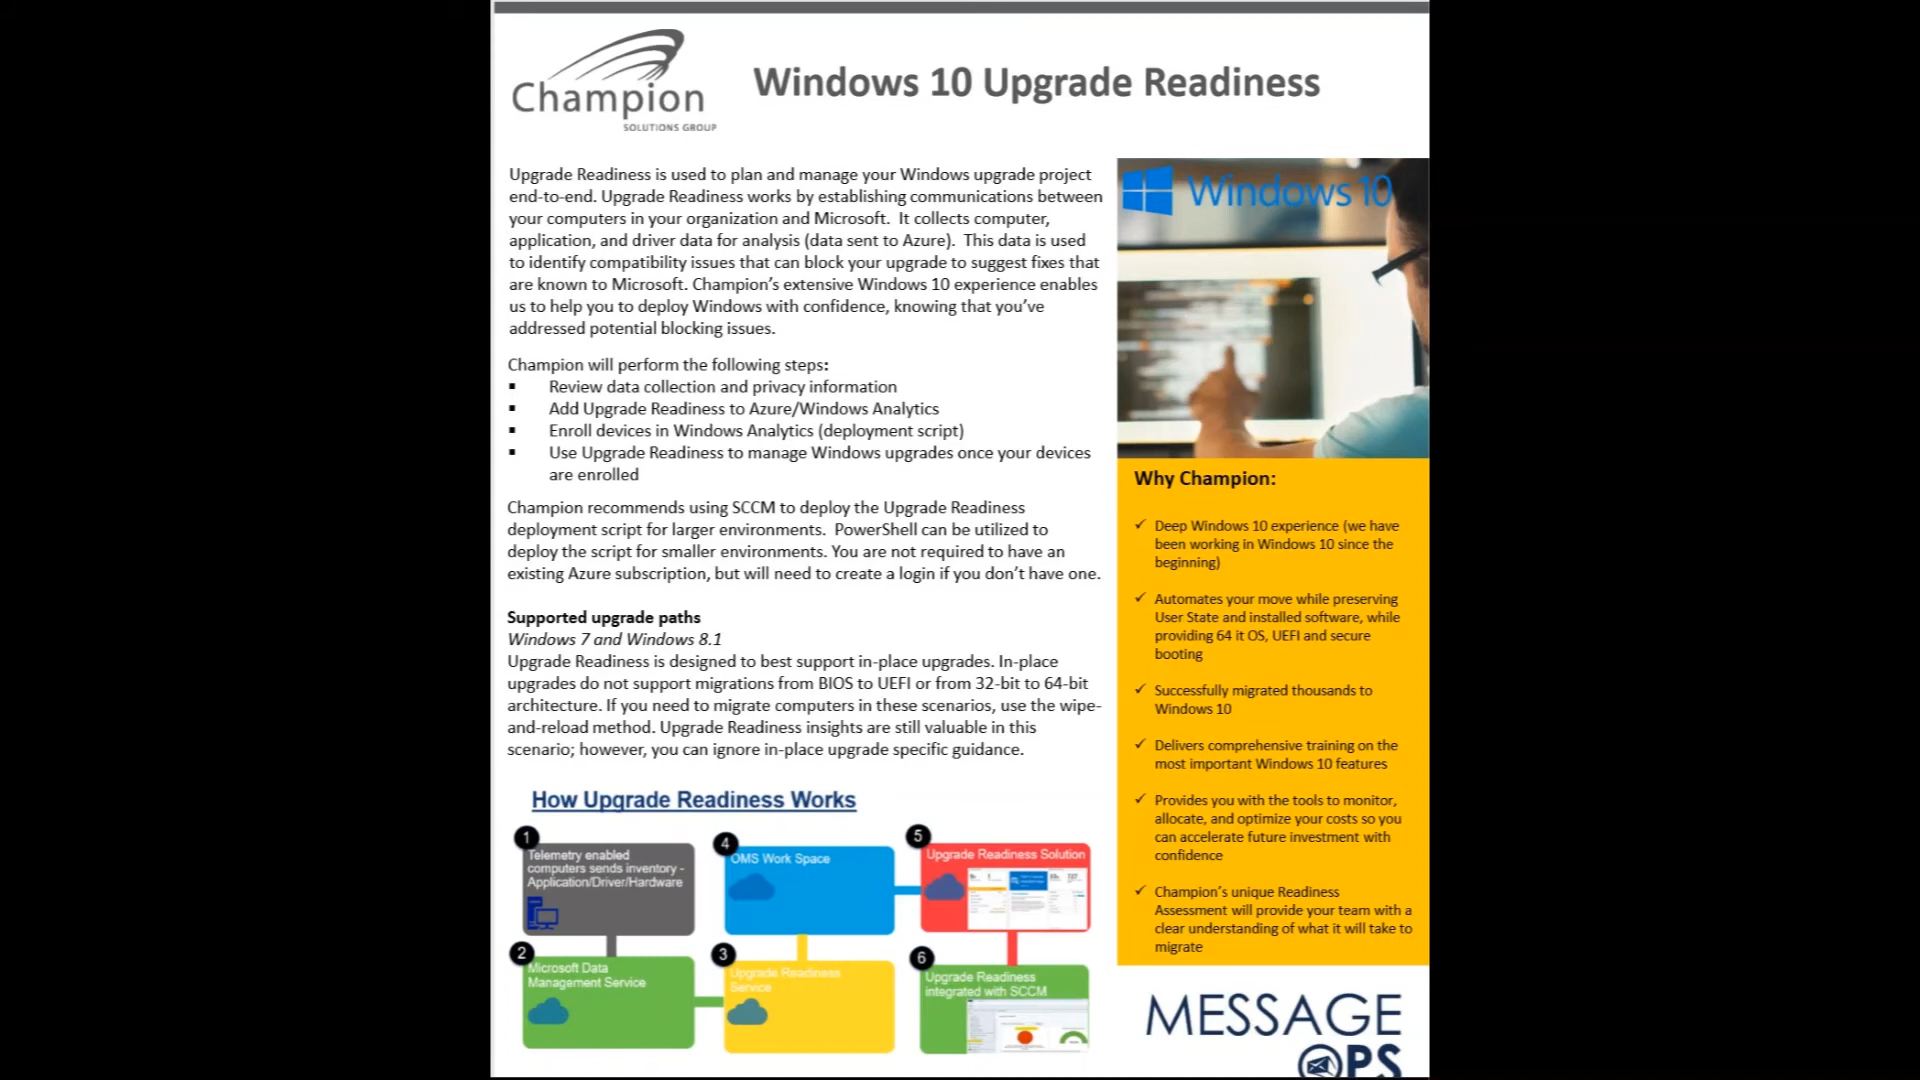 Champion
SOLUTIONS GROUP
Windows 10 Upgrade Readiness
Upgrade Readiness is used to plan and manage your Windows upgrade project
end-to-end. Upgrade Readiness works by establishing communications between
your computers in your organization and Microsoft.  It collects computer,
application, and driver data for analysis (data sent to Azure).  This data is used
to identify compatibility issues that can block your upgrade to suggest fixes that
are known to Microsoft. Champion’s extensive Windows 10 experience enables
us to help you to deploy Windows with confidence, knowing that you’ve
addressed potential blocking issues.
Champion will perform the following steps:
▪ Review data collection and privacy information
▪ Add Upgrade Readiness to Azure/Windows Analytics
▪ Enroll devices in Windows Analytics (deployment script)
▪ Use Upgrade Readiness to manage Windows upgrades once your devices
are enrolled
Champion recommends using SCCM to deploy the Upgrade Readiness
deployment script for larger environments.  PowerShell can be utilized to
deploy the script for smaller environments. You are not required to have an
existing Azure subscription, but will need to create a login if you don’t have one.
Supported upgrade paths
Windows 7 and Windows 8.1
Upgrade Readiness is designed to best support in-place upgrades. In-place
upgrades do not support migrations from BIOS to UEFI or from 32-bit to 64-bit
architecture. If you need to migrate computers in these scenarios, use the wipe-
and-reload method. Upgrade Readiness insights are still valuable in this
scenario; however, you can ignore in-place upgrade specific guidance.
How Upgrade Readiness Works
1
Telemetry enabled
computers sends inventory -
Application/Driver/Hardware
2
Microsoft Data
Management Service
3
Upgrade Readiness
Service
4
OMS Work Space
5
Upgrade Readiness Solution
6
Upgrade Readiness
integrated with SCCM
Windows 10
Why Champion:
✓ Deep Windows 10 experience (we have
been working in Windows 10 since the
beginning)
✓ Automates your move while preserving
User State and installed software, while
providing 64 it OS, UEFI and secure
booting
✓ Successfully migrated thousands to
Windows 10
✓ Delivers comprehensive training on the
most important Windows 10 features
✓ Provides you with the tools to monitor,
allocate, and optimize your costs so you
can accelerate future investment with
confidence
✓ Champion’s unique Readiness
Assessment will provide your team with a
clear understanding of what it will take to
migrate
MESSAGE
OPS